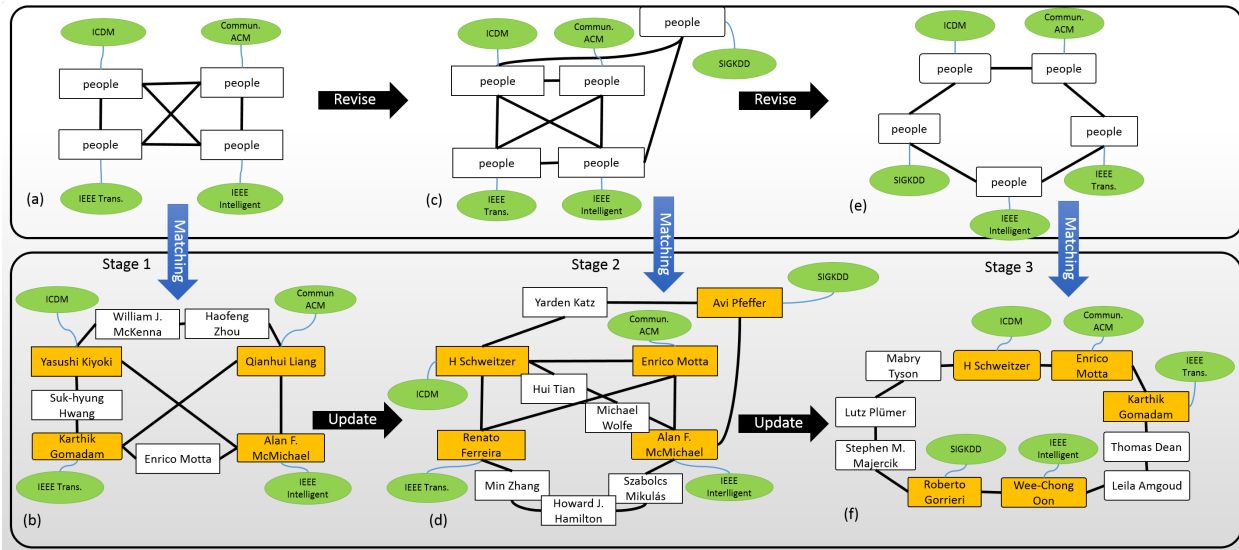 ICDM
Commun.
ACM
people
people
people
people
IEEE Trans.
IEEE
Intelligent
(a)
Revise
ICDM
Commun.
ACM
people
SIGKDD
people
people
people
people
IEEE
Trans.
IEEE
Intelligent
(c)
Revise
ICDM
Commun.
ACM
people
people
people
people
people
SIGKDD
IEEE
Trans.
IEEE
Intelligent
(e)
Matching
Matching
Matching
Stage 1
ICDM
Commun
ACM
William J.
McKenna
Haofeng
Zhou
Yasushi Kiyoki
Qianhui Liang
Suk-hyung
Hwang
Karthik
Gomadam
Enrico Motta
Alan F.
McMichael
IEEE Trans.
IEEE
Intelligent
(b)
Update
Stage 2
SIGKDD
Yarden Katz
Avi Pfeffer
Commun.
ACM
H Schweitzer
Enrico Motta
ICDM
Hui Tian
Michael
Wolfe
Renato
Ferreira
Alan F.
McMichael
IEEE Trans.
Min Zhang
Szabolcs
Mikulás
IEEE
Interlligent
Howard J.
Hamilton
(d)
Update
Stage 3
ICDM
Commun.
ACM
Mabry
Tyson
H Schweitzer
Enrico
Motta
IEEE
Trans.
Lutz Plümer
Karthik
Gomadam
Stephen M.
Majercik
SIGKDD
IEEE
Intelligent
Thomas Dean
Roberto
Gorrieri
Wee-Chong
Oon
Leila Amgoud
(f)